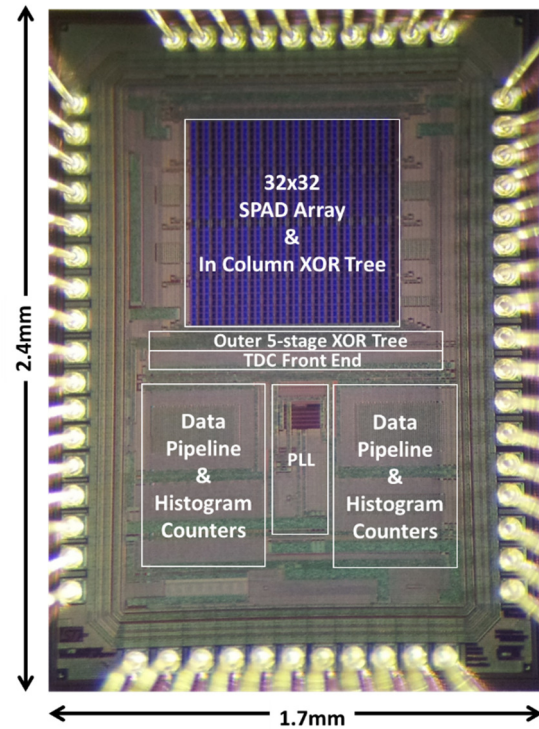 32x32
SPAD Array
&
In Column XOR Tree
Outer 5-stage XOR Tree
TDC Front End
Data
Pipeline
&
Histogram
Counters
PLL
Data
Pipeline
&
Histogram
Counters
2.4mm
1.7mm